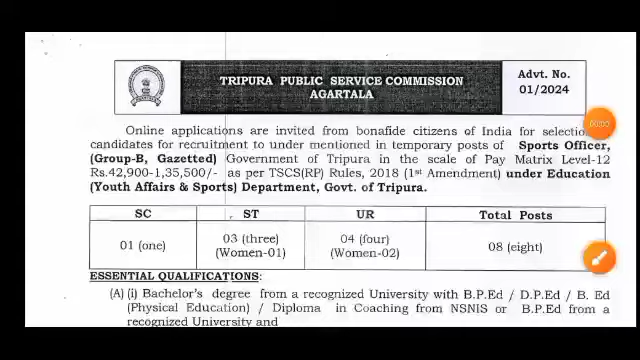 TRIPURA PUBLIC SERVICE COMMISSION
AGARTALA
Advt. No.
01/2024
Online applications are invited from bonafide citizens of India for selection
candidates for recruitment to under mentioned in temporary posts of Sports Officer,
(Group-B, Gazetted) Government of Tripura in the scale of Pay Matrix Level-12
Rs.42,900-1,35,500/- as per TSCS(RP) Rules, 2018 (1st Amendment) under Education
(Youth Affairs & Sports) Department, Govt. of Tripura.
SC ST UR Total Posts
01 (one) 03 (three) 04 (four) 08 (eight)
(Women-01) (Women-02)
ESSENTIAL QUALIFICATIONS:
(A) (i) Bachelor's degree from a recognized University with B.P.Ed / D.P.Ed / B. Ed
(Physical Education) / Diploma in Coaching from NSNIS or B.P.Ed from a
recognized University and